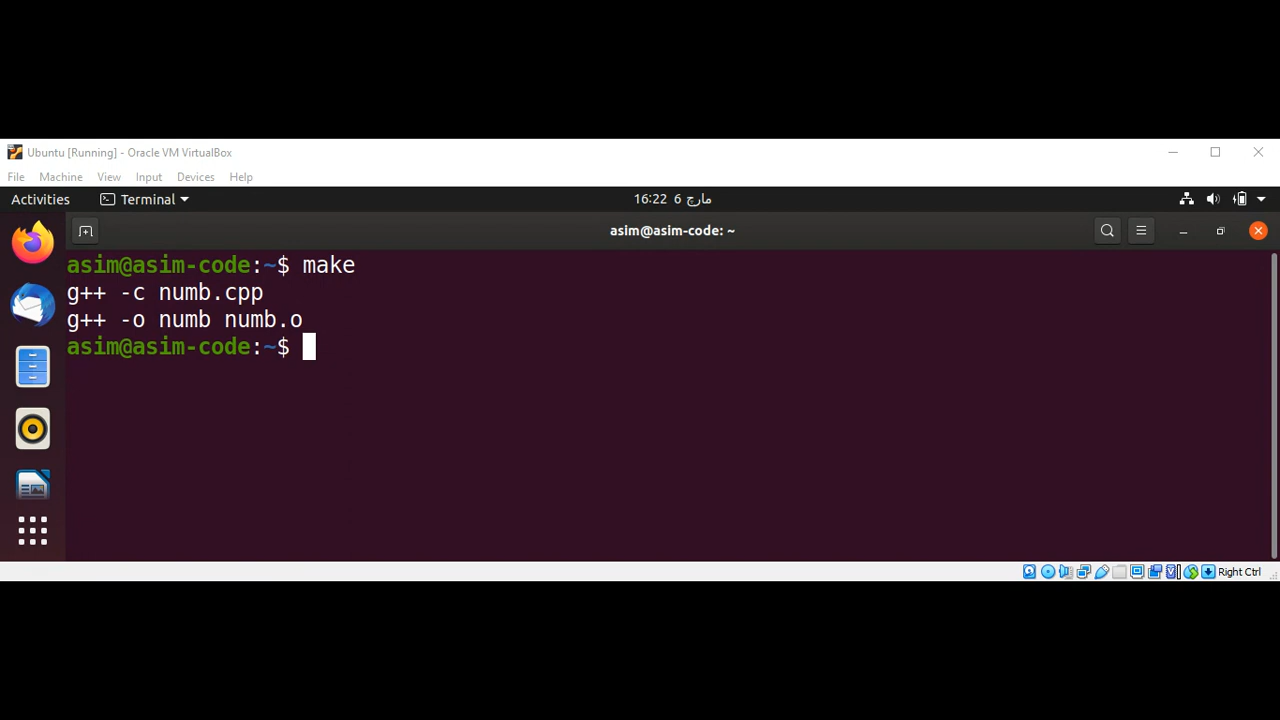 Ubuntu [Running] - Oracle VM VirtualBox
File Machine View Input Devices Help
Activities Terminal 16:22 6 مارچ
asim@asim-code: ~
asim@asim-code:~$ make
g++ -c numb.cpp
g++ -o numb numb.o
asim@asim-code:~$
Right Ctrl